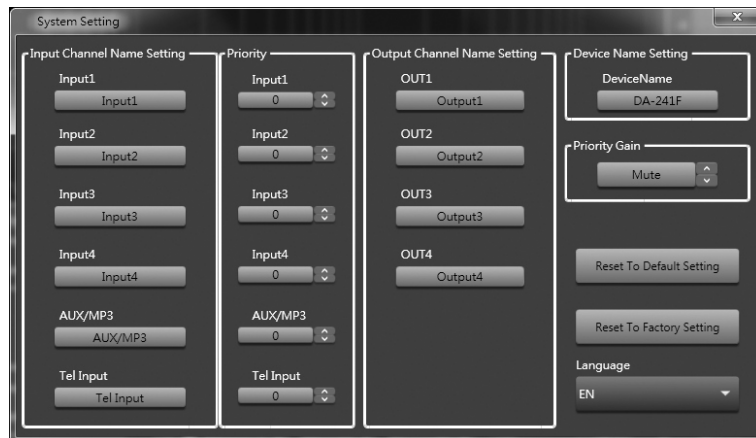 System Setting
x
Input Channel Name Setting
Input1
Input1
Input2
Input2
Input3
Input3
Input4
Input4
AUX/MP3
AUX/MP3
Tel Input
Tel Input
Priority
Input1
0
Input2
0
Input3
0
Input4
0
AUX/MP3
0
Tel Input
0
Output Channel Name Setting
OUT1
Output1
OUT2
Output2
OUT3
Output3
OUT4
Output4
Device Name Setting
DeviceName
DA-241F
Priority Gain
Mute
Reset To Default Setting
Reset To Factory Setting
Language
EN